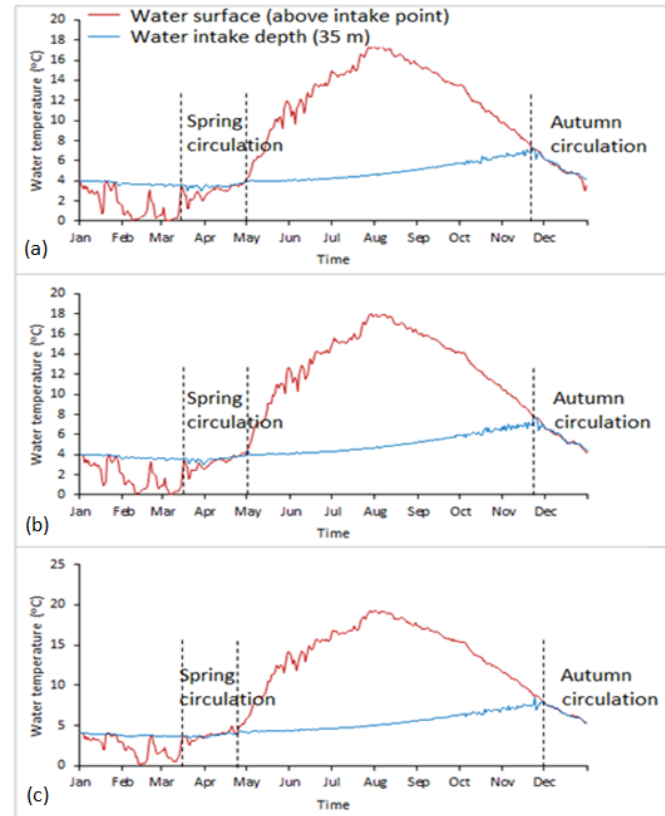 Water surface (above intake point)
Water intake depth (35 m)
Water temperature (°C)
18
16
14
12
10
8
6
4
2
0
Spring
circulation
Autumn
circulation
Jan Feb Mar Apr May Jun Jul Aug Sep Oct Nov Dec
Time
(a)
Water temperature (°C)
20
18
16
14
12
10
8
6
4
2
0
Spring
circulation
Autumn
circulation
Jan Feb Mar Apr May Jun Jul Aug Sep Oct Nov Dec
Time
(b)
Water temperature (°C)
25
20
15
10
5
0
Spring
circulation
Autumn
circulation
Jan Feb Mar Apr May Jun Jul Aug Sep Oct Nov Dec
Time
(c)